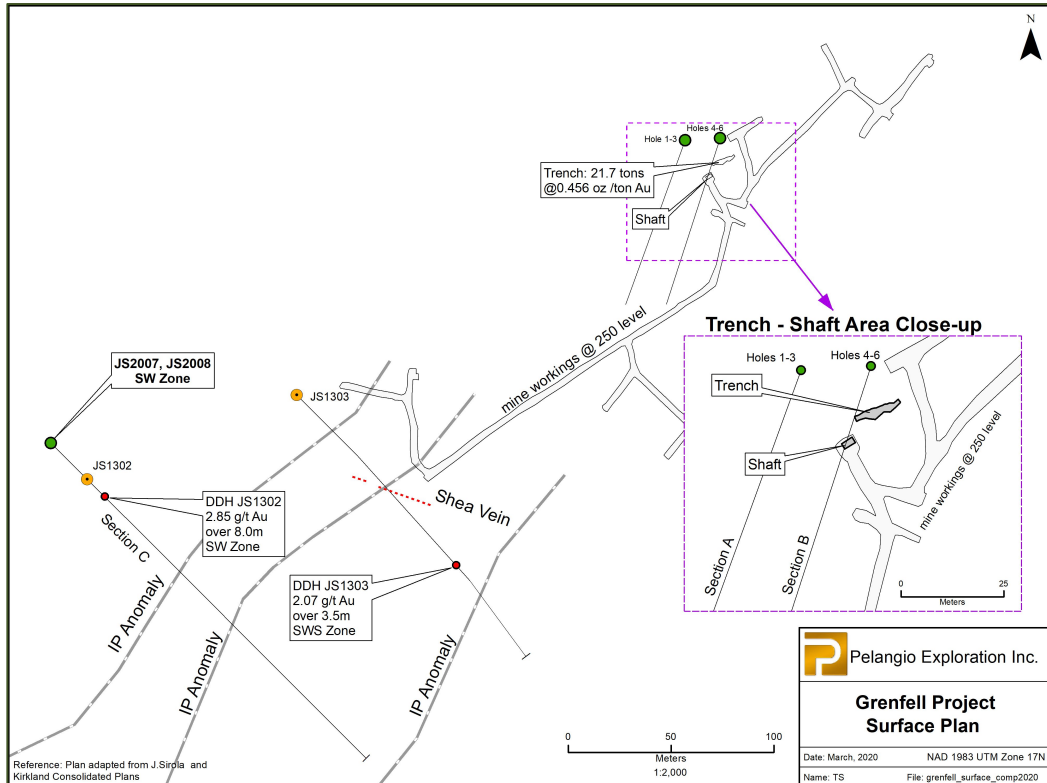 N
Holes 4-6
Hole 1-3
Trench: 21.7 tons
@0.456 oz /ton Au
Shaft
mine workings @ 250 level
Trench - Shaft Area Close-up
Holes 1-3
Holes 4-6
Trench
Shaft
mine workings @ 250 level
Section A
Section B
0 25
Meters
JS2007, JS2008
SW Zone
JS1303
JS1302
DDH JS1302
2.85 g/t Au
over 8.0m
SW Zone
Section C
Shea Vein
DDH JS1303
2.07 g/t Au
over 3.5m
SWS Zone
IP Anomaly
IP Anomaly
IP Anomaly
0 50 100
Meters
1:2,000
Reference: Plan adapted from J.Sirola and
Kirkland Consolidated Plans
Pelangio Exploration Inc.
Grenfell Project
Surface Plan
Date: March, 2020 NAD 1983 UTM Zone 17N
Name: TS File: grenfell_surface_comp2020